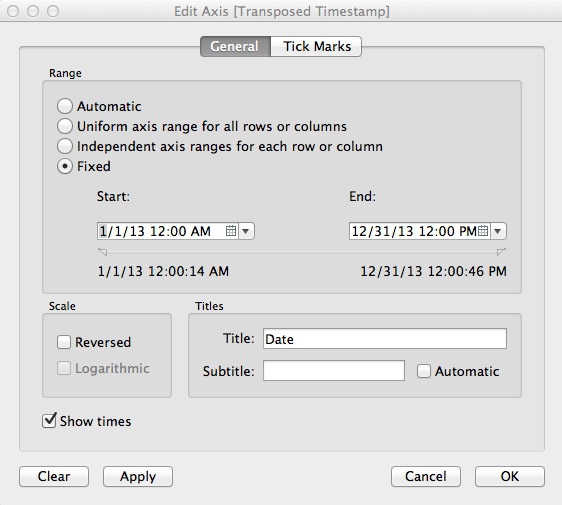 Edit Axis [Transposed Timestamp]
General Tick Marks
Range
Automatic
Uniform axis range for all rows or columns
Independent axis ranges for each row or column
Fixed
Start: End:
1/1/13 12:00 AM 12/31/13 12:00 PM
1/1/13 12:00:14 AM 12/31/13 12:00:46 PM
Scale Titles
Reversed Title: Date
Logarithmic Subtitle: Automatic
Show times
Clear Apply Cancel OK